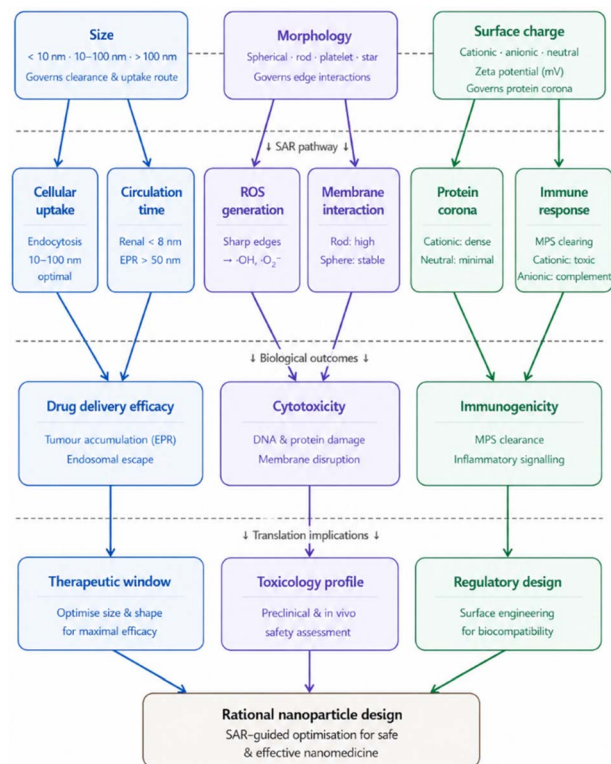 Size
< 10 nm · 10–100 nm · > 100 nm
Governs clearance & uptake route
Morphology
Spherical · rod · platelet · star
Governs edge interactions
Surface charge
Cationic · anionic · neutral
Zeta potential (mV)
Governs protein corona
↓ SAR pathway ↓
Cellular
uptake
Endocytosis
10–100 nm
optimal
Circulation
time
Renal < 8 nm
EPR > 50 nm
ROS
generation
Sharp edges
→ ·OH, ·O₂⁻
Membrane
interaction
Rod: high
Sphere: stable
Protein
corona
Cationic: dense
Neutral: minimal
Immune
response
MPS clearing
Cationic: toxic
Anionic: complement
↓ Biological outcomes ↓
Drug delivery efficacy
Tumour accumulation (EPR)
Endosomal escape
Cytotoxicity
DNA & protein damage
Membrane disruption
Immunogenicity
MPS clearance
Inflammatory signalling
↓ Translation implications ↓
Therapeutic window
Optimise size & shape
for maximal efficacy
Toxicology profile
Preclinical & in vivo
safety assessment
Regulatory design
Surface engineering
for biocompatibility
Rational nanoparticle design
SAR-guided optimisation for safe
& effective nanomedicine